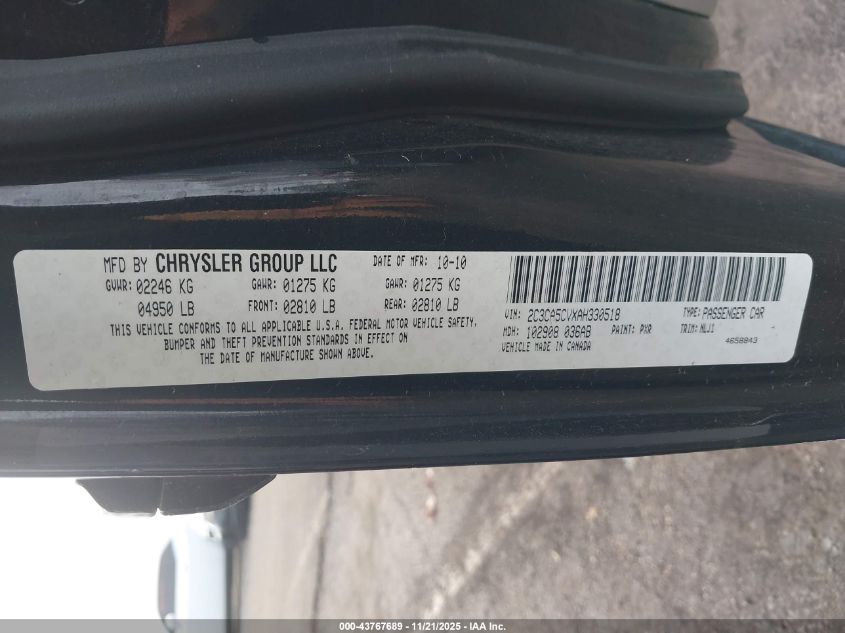 MFD BY CHRYSLER GROUP LLC DATE OF MFR: 10-10
GVWR: 02246 KG GAWR: 01275 KG GAWR: 01275 KG
04950 LB FRONT: 02810 LB REAR: 02810 LB
THIS VEHICLE CONFORMS TO ALL APPLICABLE U.S.A. FEDERAL MOTOR VEHICLE SAFETY,
BUMPER AND THEFT PREVENTION STANDARDS IN EFFECT ON
THE DATE OF MANUFACTURE SHOWN ABOVE.
VIN: 2C3CA5CVXAH330518 TYPE: PASSENGER CAR
MDH: 102908 036AB PAINT: PXR TRIM: NLJ1
VEHICLE MADE IN CANADA 4658843
000-43767689 - 11/21/2025 - IAA Inc.